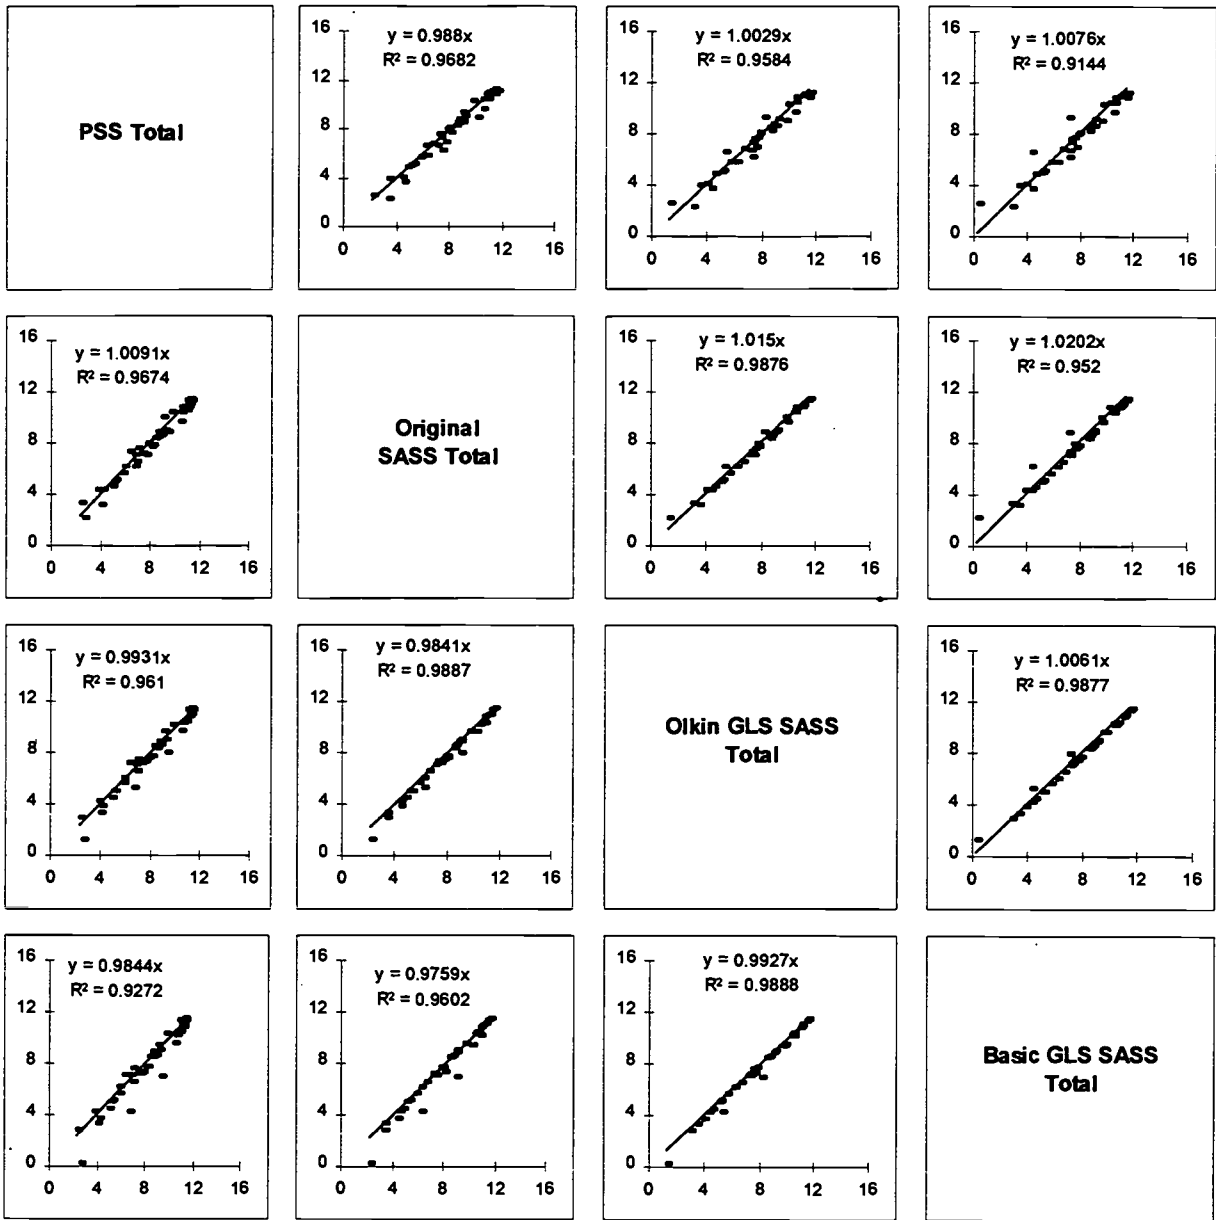 PSS Total
y = 0.988x
R² = 0.9682
16
12
8
4
0
0 4 8 12 16
y = 1.0029x
R² = 0.9584
16
12
8
4
0
0 4 8 12 16
y = 1.0076x
R² = 0.9144
16
12
8
4
0
0 4 8 12 16
y = 1.0091x
R² = 0.9674
16
12
8
4
0
0 4 8 12 16
Original
SASS Total
y = 1.015x
R² = 0.9876
16
12
8
4
0
0 4 8 12 16
y = 1.0202x
R² = 0.952
16
12
8
4
0
0 4 8 12 16
y = 0.9931x
R² = 0.961
16
12
8
4
0
0 4 8 12 16
y = 0.9841x
R² = 0.9887
16
12
8
4
0
0 4 8 12 16
Olkin GLS SASS
Total
y = 1.0061x
R² = 0.9877
16
12
8
4
0
0 4 8 12 16
y = 0.9844x
R² = 0.9272
16
12
8
4
0
0 4 8 12 16
y = 0.9759x
R² = 0.9602
16
12
8
4
0
0 4 8 12 16
y = 0.9927x
R² = 0.9888
16
12
8
4
0
0 4 8 12 16
Basic GLS SASS
Total